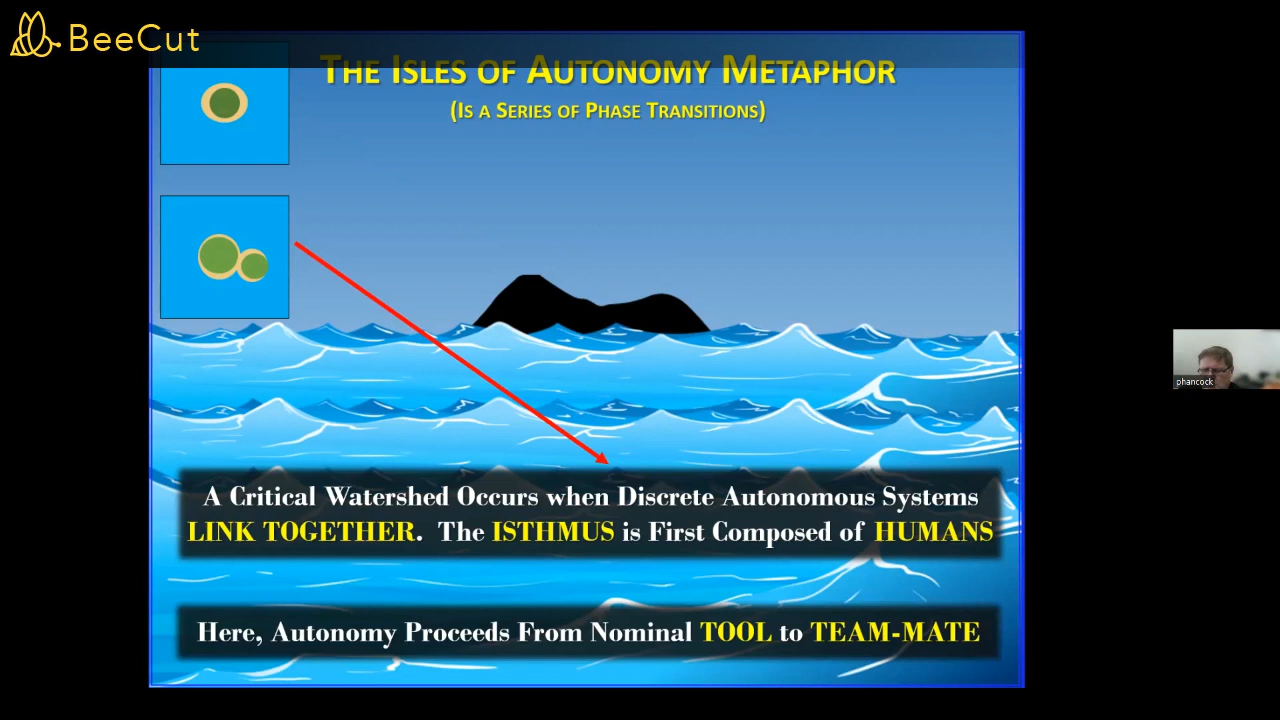 BeeCut
THE ISLES OF AUTONOMY METAPHOR
(IS A SERIES OF PHASE TRANSITIONS)
phancock
A Critical Watershed Occurs when Discrete Autonomous Systems
LINK TOGETHER. The ISTHMUS is First Composed of HUMANS
Here, Autonomy Proceeds From Nominal TOOL to TEAM-MATE